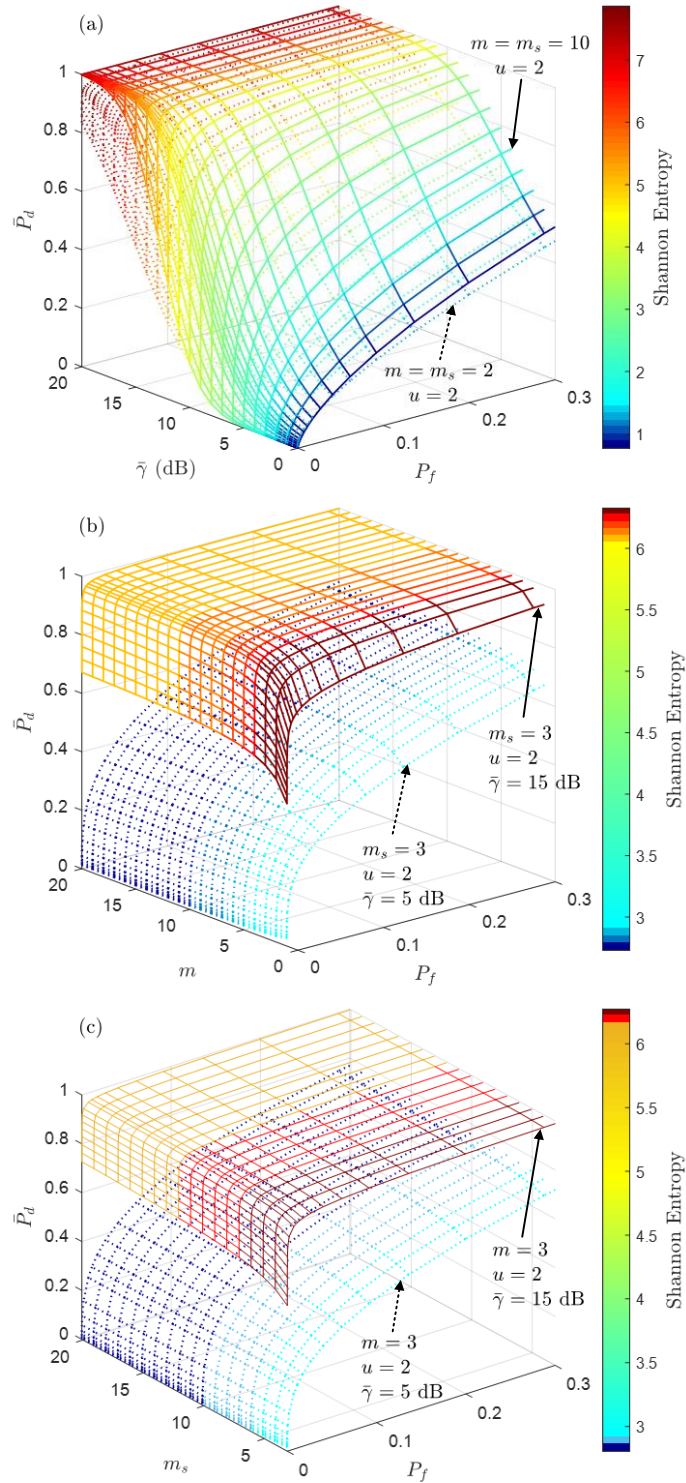 (a)
m = m_s = 10
u = 2
1
0.8
0.6
0.4
0.2
0
P̄_d
20
15
10
5
0
γ̄ (dB)
m = m_s = 2
u = 2
0
0.1
0.2
0.3
P_f
7
6
5
4
3
2
1
Shannon Entropy
(b)
1
0.8
0.6
0.4
0.2
0
P̄_d
20
15
10
5
0
m
m_s = 3
u = 2
γ̄ = 15 dB
m_s = 3
u = 2
γ̄ = 5 dB
0
0.1
0.2
0.3
P_f
6
5.5
5
4.5
4
3.5
3
Shannon Entropy
(c)
1
0.8
0.6
0.4
0.2
0
P̄_d
20
15
10
5
m_s
m = 3
u = 2
γ̄ = 15 dB
m = 3
u = 2
γ̄ = 5 dB
0
0.1
0.2
0.3
P_f
6
5.5
5
4.5
4
3.5
3
Shannon Entropy